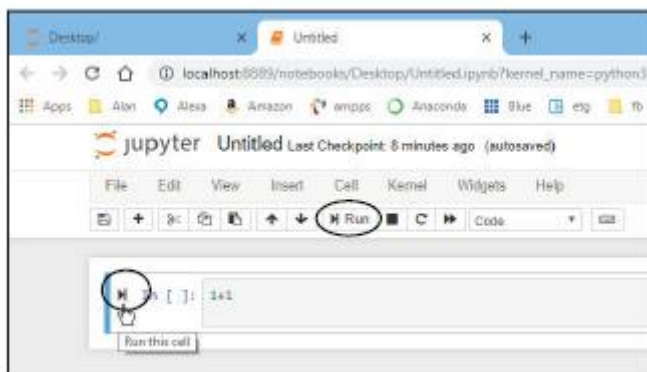 Desktop/ Untitled
localhost:8889/notebooks/Desktop/Untitled.ipynb?kernel_name=python3
Apps Alan Alexa Amazon ampps Anaconda Blue etg fb
jupyter Untitled Last Checkpoint: 8 minutes ago (autosaved)
File Edit View Insert Cell Kernel Widgets Help
Run Code
In [ ]: 1+1
Run this cell